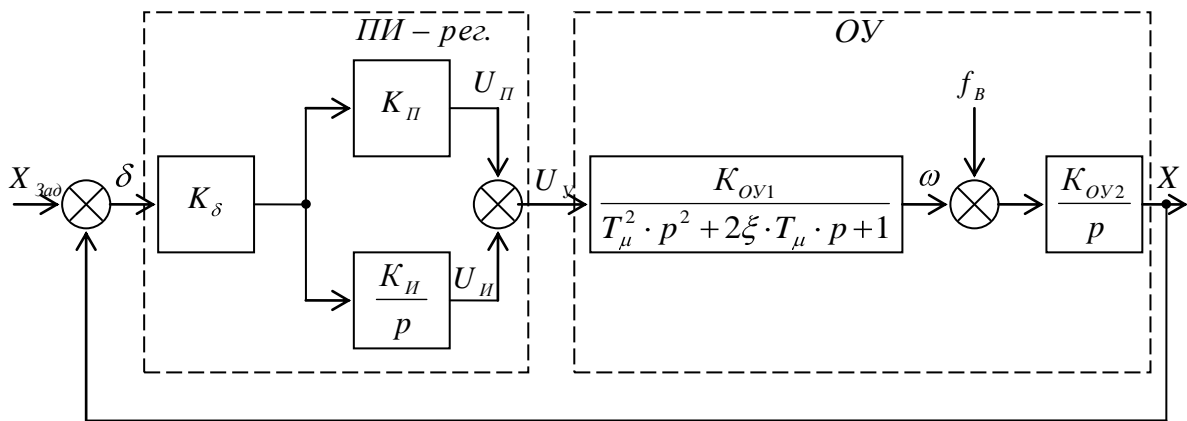 ПИ – рег.
ОУ
U_П
K_П
f_В
X_Зад
δ
K_δ
U_У
K_ОУ1
T_μ^2 · p^2 + 2ξ · T_μ · p + 1
ω
K_ОУ2
p
X
K_И
p
U_И